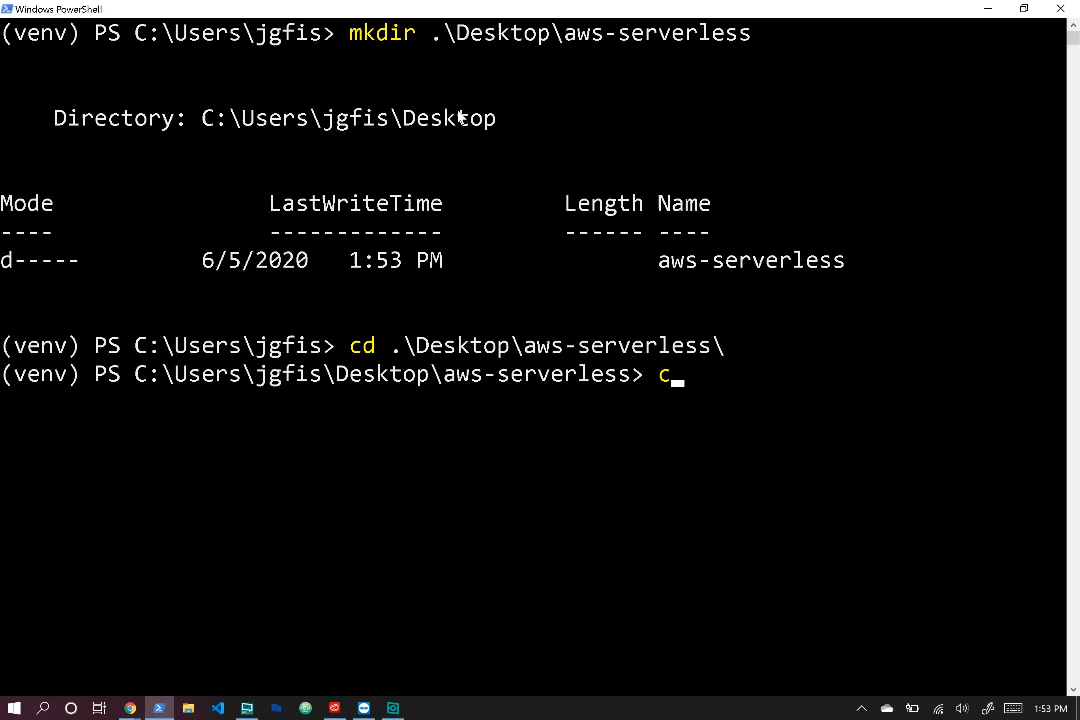 Windows PowerShell
(venv) PS C:\Users\jgfis> mkdir .\Desktop\aws-serverless
Directory: C:\Users\jgfis\Desktop
Mode LastWriteTime Length Name
---- ------------- ------ ----
d----- 6/5/2020 1:53 PM aws-serverless
(venv) PS C:\Users\jgfis> cd .\Desktop\aws-serverless\
(venv) PS C:\Users\jgfis\Desktop\aws-serverless> c
1:53 PM